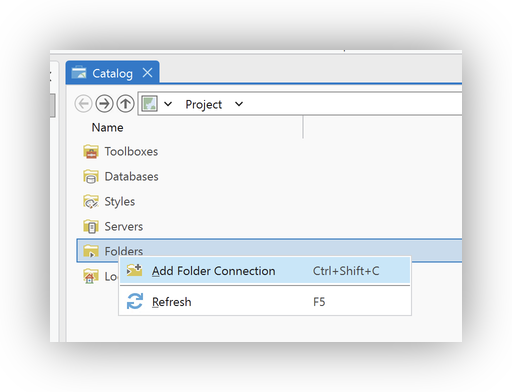 Catalog
Project
Name
Toolboxes
Databases
Styles
Servers
Folders
Add Folder Connection Ctrl+Shift+C
Lo
Refresh F5